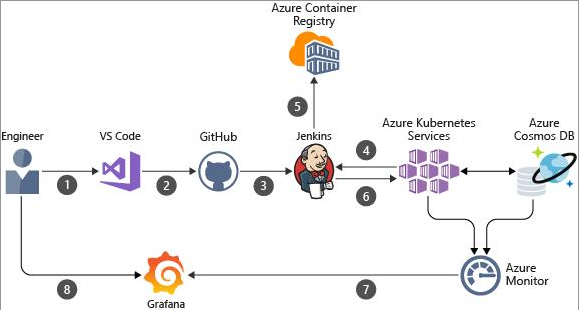 Azure Container
Registry
5
Engineer
VS Code
GitHub
Jenkins
Azure Kubernetes
Services
Azure
Cosmos DB
1
2
3
4
6
8
Grafana
7
Azure
Monitor